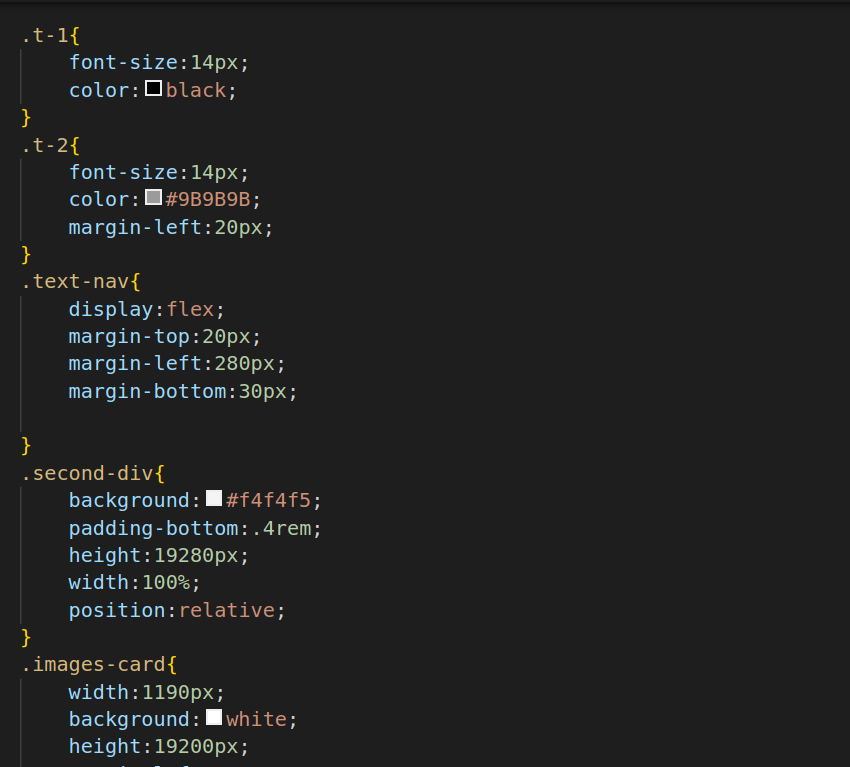 .t-1{
    font-size:14px;
    color:black;
}
.t-2{
    font-size:14px;
    color:#9B9B9B;
    margin-left:20px;
}
.text-nav{
    display:flex;
    margin-top:20px;
    margin-left:280px;
    margin-bottom:30px;

}
.second-div{
    background:#f4f4f5;
    padding-bottom:.4rem;
    height:19280px;
    width:100%;
    position:relative;
}
.images-card{
    width:1190px;
    background:white;
    height:19200px;